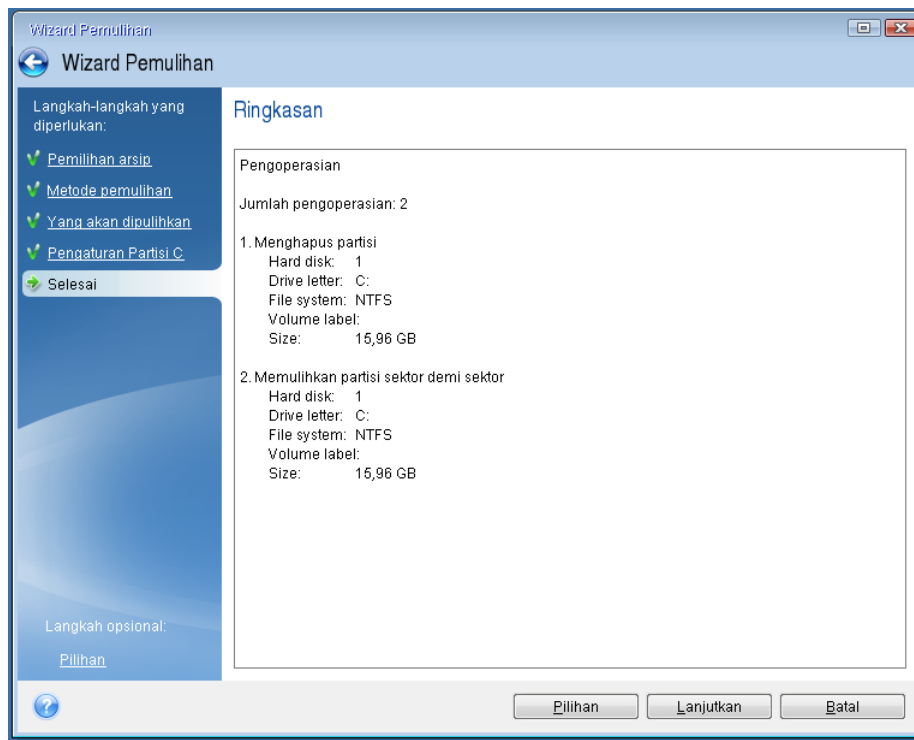 Wizard Pemulihan
Wizard Pemulihan
Langkah-langkah yang
diperlukan:
Pemilihan arsip
Metode pemulihan
Yang akan dipulihkan
Pengaturan Partisi C
Selesai
Langkah opsional:
Pilihan
Ringkasan
Pengoperasian
Jumlah pengoperasian: 2
1. Menghapus partisi
Hard disk: 1
Drive letter: C:
File system: NTFS
Volume label:
Size: 15,96 GB
2. Memulihkan partisi sektor demi sektor
Hard disk: 1
Drive letter: C:
File system: NTFS
Volume label:
Size: 15,96 GB
Pilihan Lanjutkan Batal